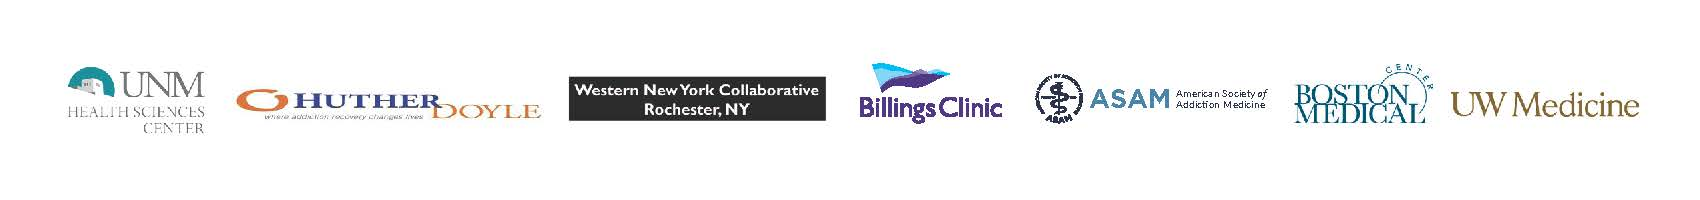 UNM
HEALTH SCIENCES
CENTER
HUTHER DOYLE
where addiction recovery changes lives
Western New York Collaborative
Rochester, NY
Billings Clinic
ASAM
ASAM
American Society of
Addiction Medicine
BOSTON
MEDICAL
CENTER
UW Medicine